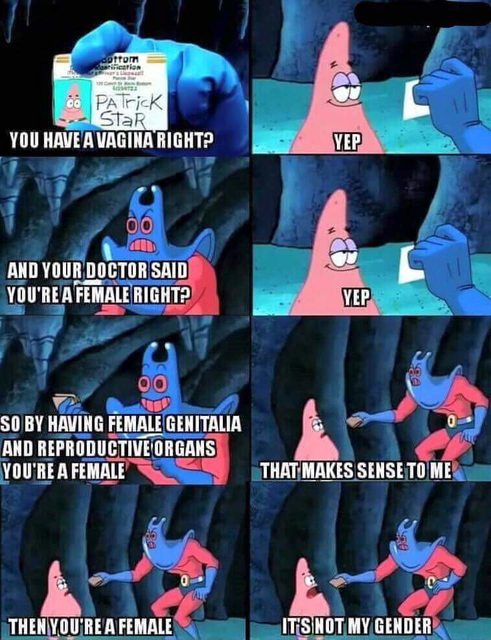 PATricK
STaR
YOU HAVE A VAGINA RIGHT?
YEP
AND YOUR DOCTOR SAID
YOU'RE A FEMALE RIGHT?
YEP
SO BY HAVING FEMALE GENITALIA
AND REPRODUCTIVE ORGANS
YOU'RE A FEMALE
THAT MAKES SENSE TO ME
THEN YOU'RE A FEMALE
IT'S NOT MY GENDER